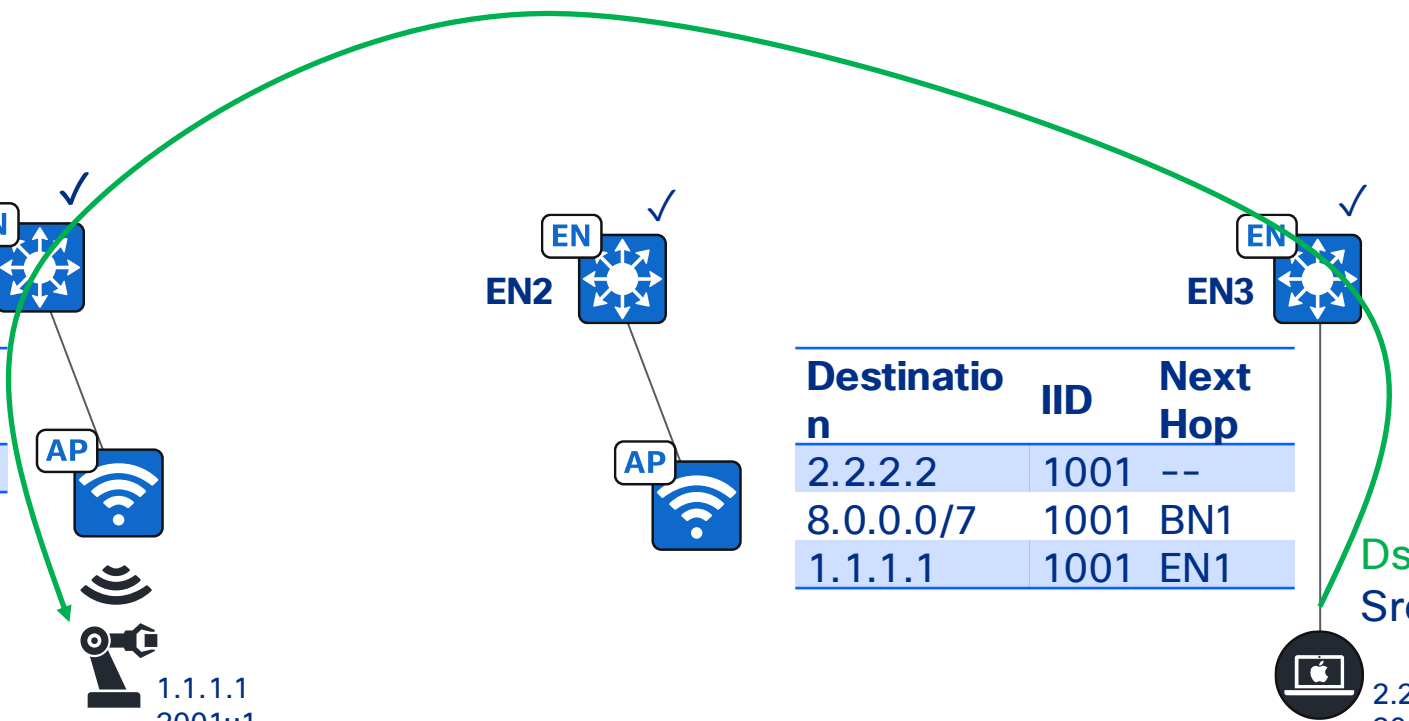 EN
EN2
EN
EN3
Destinatio
n
IID
Next
Hop
2.2.2.2 1001 --
8.0.0.0/7 1001 BN1
1.1.1.1 1001 EN1
AP
AP
1.1.1.1